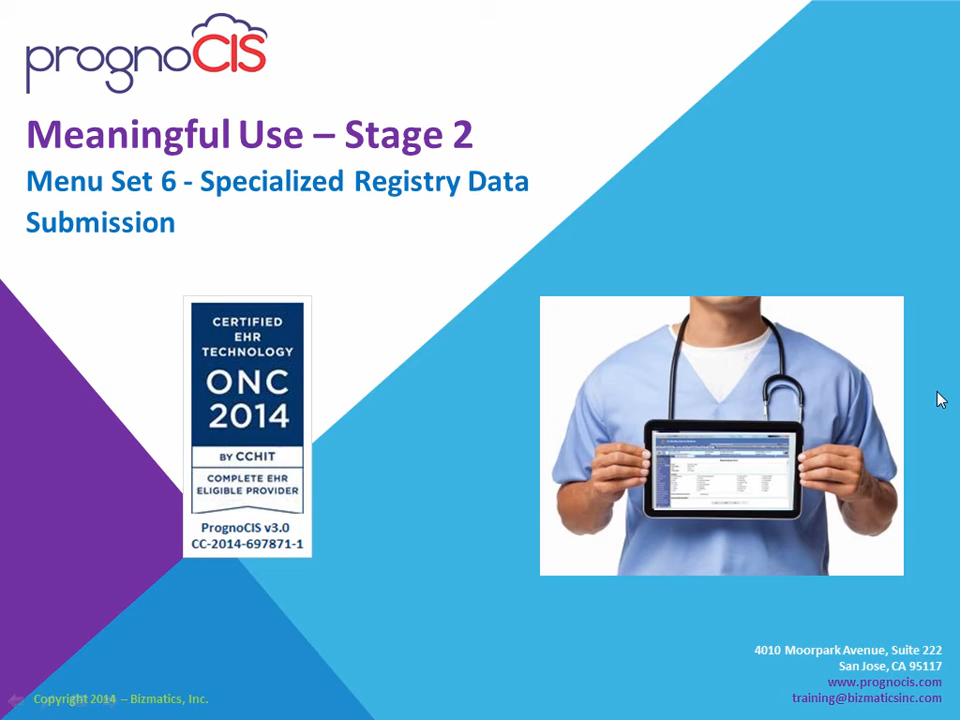 prognoCIS
Meaningful Use – Stage 2
Menu Set 6 - Specialized Registry Data
Submission
CERTIFIED
EHR
TECHNOLOGY
ONC
2014
BY CCHIT
COMPLETE EHR
ELIGIBLE PROVIDER
PrognoCIS v3.0
CC-2014-697871-1
4010 Moorpark Avenue, Suite 222
San Jose, CA 95117
www.prognocis.com
training@bizmaticsinc.com
Copyright 2014 – Bizmatics, Inc.